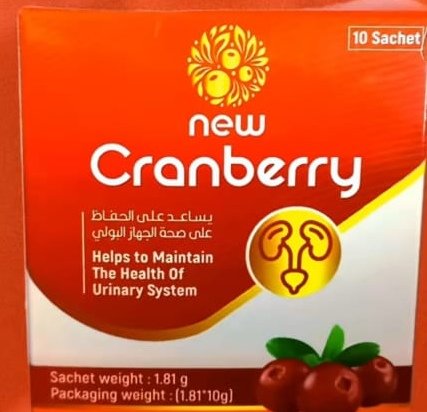 10 Sachet
new
Cranberry
يساعد على الحفاظ
على صحة الجهاز البولي
Helps to Maintain
The Health Of
Urinary System
Sachet weight : 1.81 g
Packaging weight : (1.81*10g)